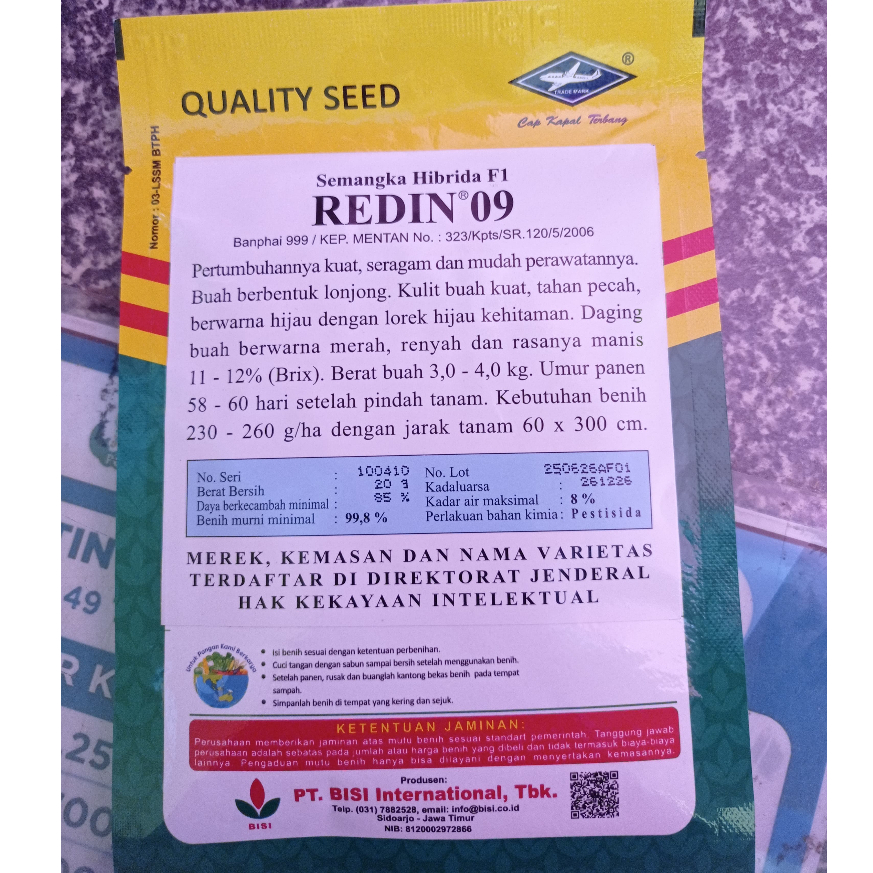 QUALITY SEED
®
TRADE MARK
Cap Kapal Terbang
Nomor : 03-LSSM BTPH
Semangka Hibrida F1
REDIN®09
Banphai 999 / KEP. MENTAN No. : 323/Kpts/SR.120/5/2006
Pertumbuhannya kuat, seragam dan mudah perawatannya.
Buah berbentuk lonjong. Kulit buah kuat, tahan pecah,
berwarna hijau dengan lorek hijau kehitaman. Daging
buah berwarna merah, renyah dan rasanya manis
11 - 12% (Brix). Berat buah 3,0 - 4,0 kg. Umur panen
58 - 60 hari setelah pindah tanam. Kebutuhan benih
230 - 260 g/ha dengan jarak tanam 60 x 300 cm.
No. Seri : 100410 No. Lot 250626AF01
Berat Bersih : 20 g Kadaluarsa : 261226
Daya berkecambah minimal : 85 % Kadar air maksimal : 8 %
Benih murni minimal : 99,8 % Perlakuan bahan kimia : Pestisida
MEREK, KEMASAN DAN NAMA VARIETAS
TERDAFTAR DI DIREKTORAT JENDERAL
HAK KEKAYAAN INTELEKTUAL
Untuk Pangan Kami Berkarya
• Isi benih sesuai dengan ketentuan perbenihan.
• Cuci tangan dengan sabun sampai bersih setelah menggunakan benih.
• Setelah panen, rusak dan buanglah kantong bekas benih pada tempat
sampah.
• Simpanlah benih di tempat yang kering dan sejuk.
KETENTUAN JAMINAN:
Perusahaan memberikan jaminan atas mutu benih sesuai standart pemerintah. Tanggung jawab
perusahaan adalah sebatas pada jumlah atau harga benih yang dibeli dan tidak termasuk biaya-biaya
lainnya. Pengaduan mutu benih hanya bisa dilayani dengan menyertakan kemasannya.
Produsen:
PT. BISI International, Tbk.
Telp. (031) 7882528, email: info@bisi.co.id
Sidoarjo - Jawa Timur
NIB: 8120002972866
BISI
TIN
49
R K
25